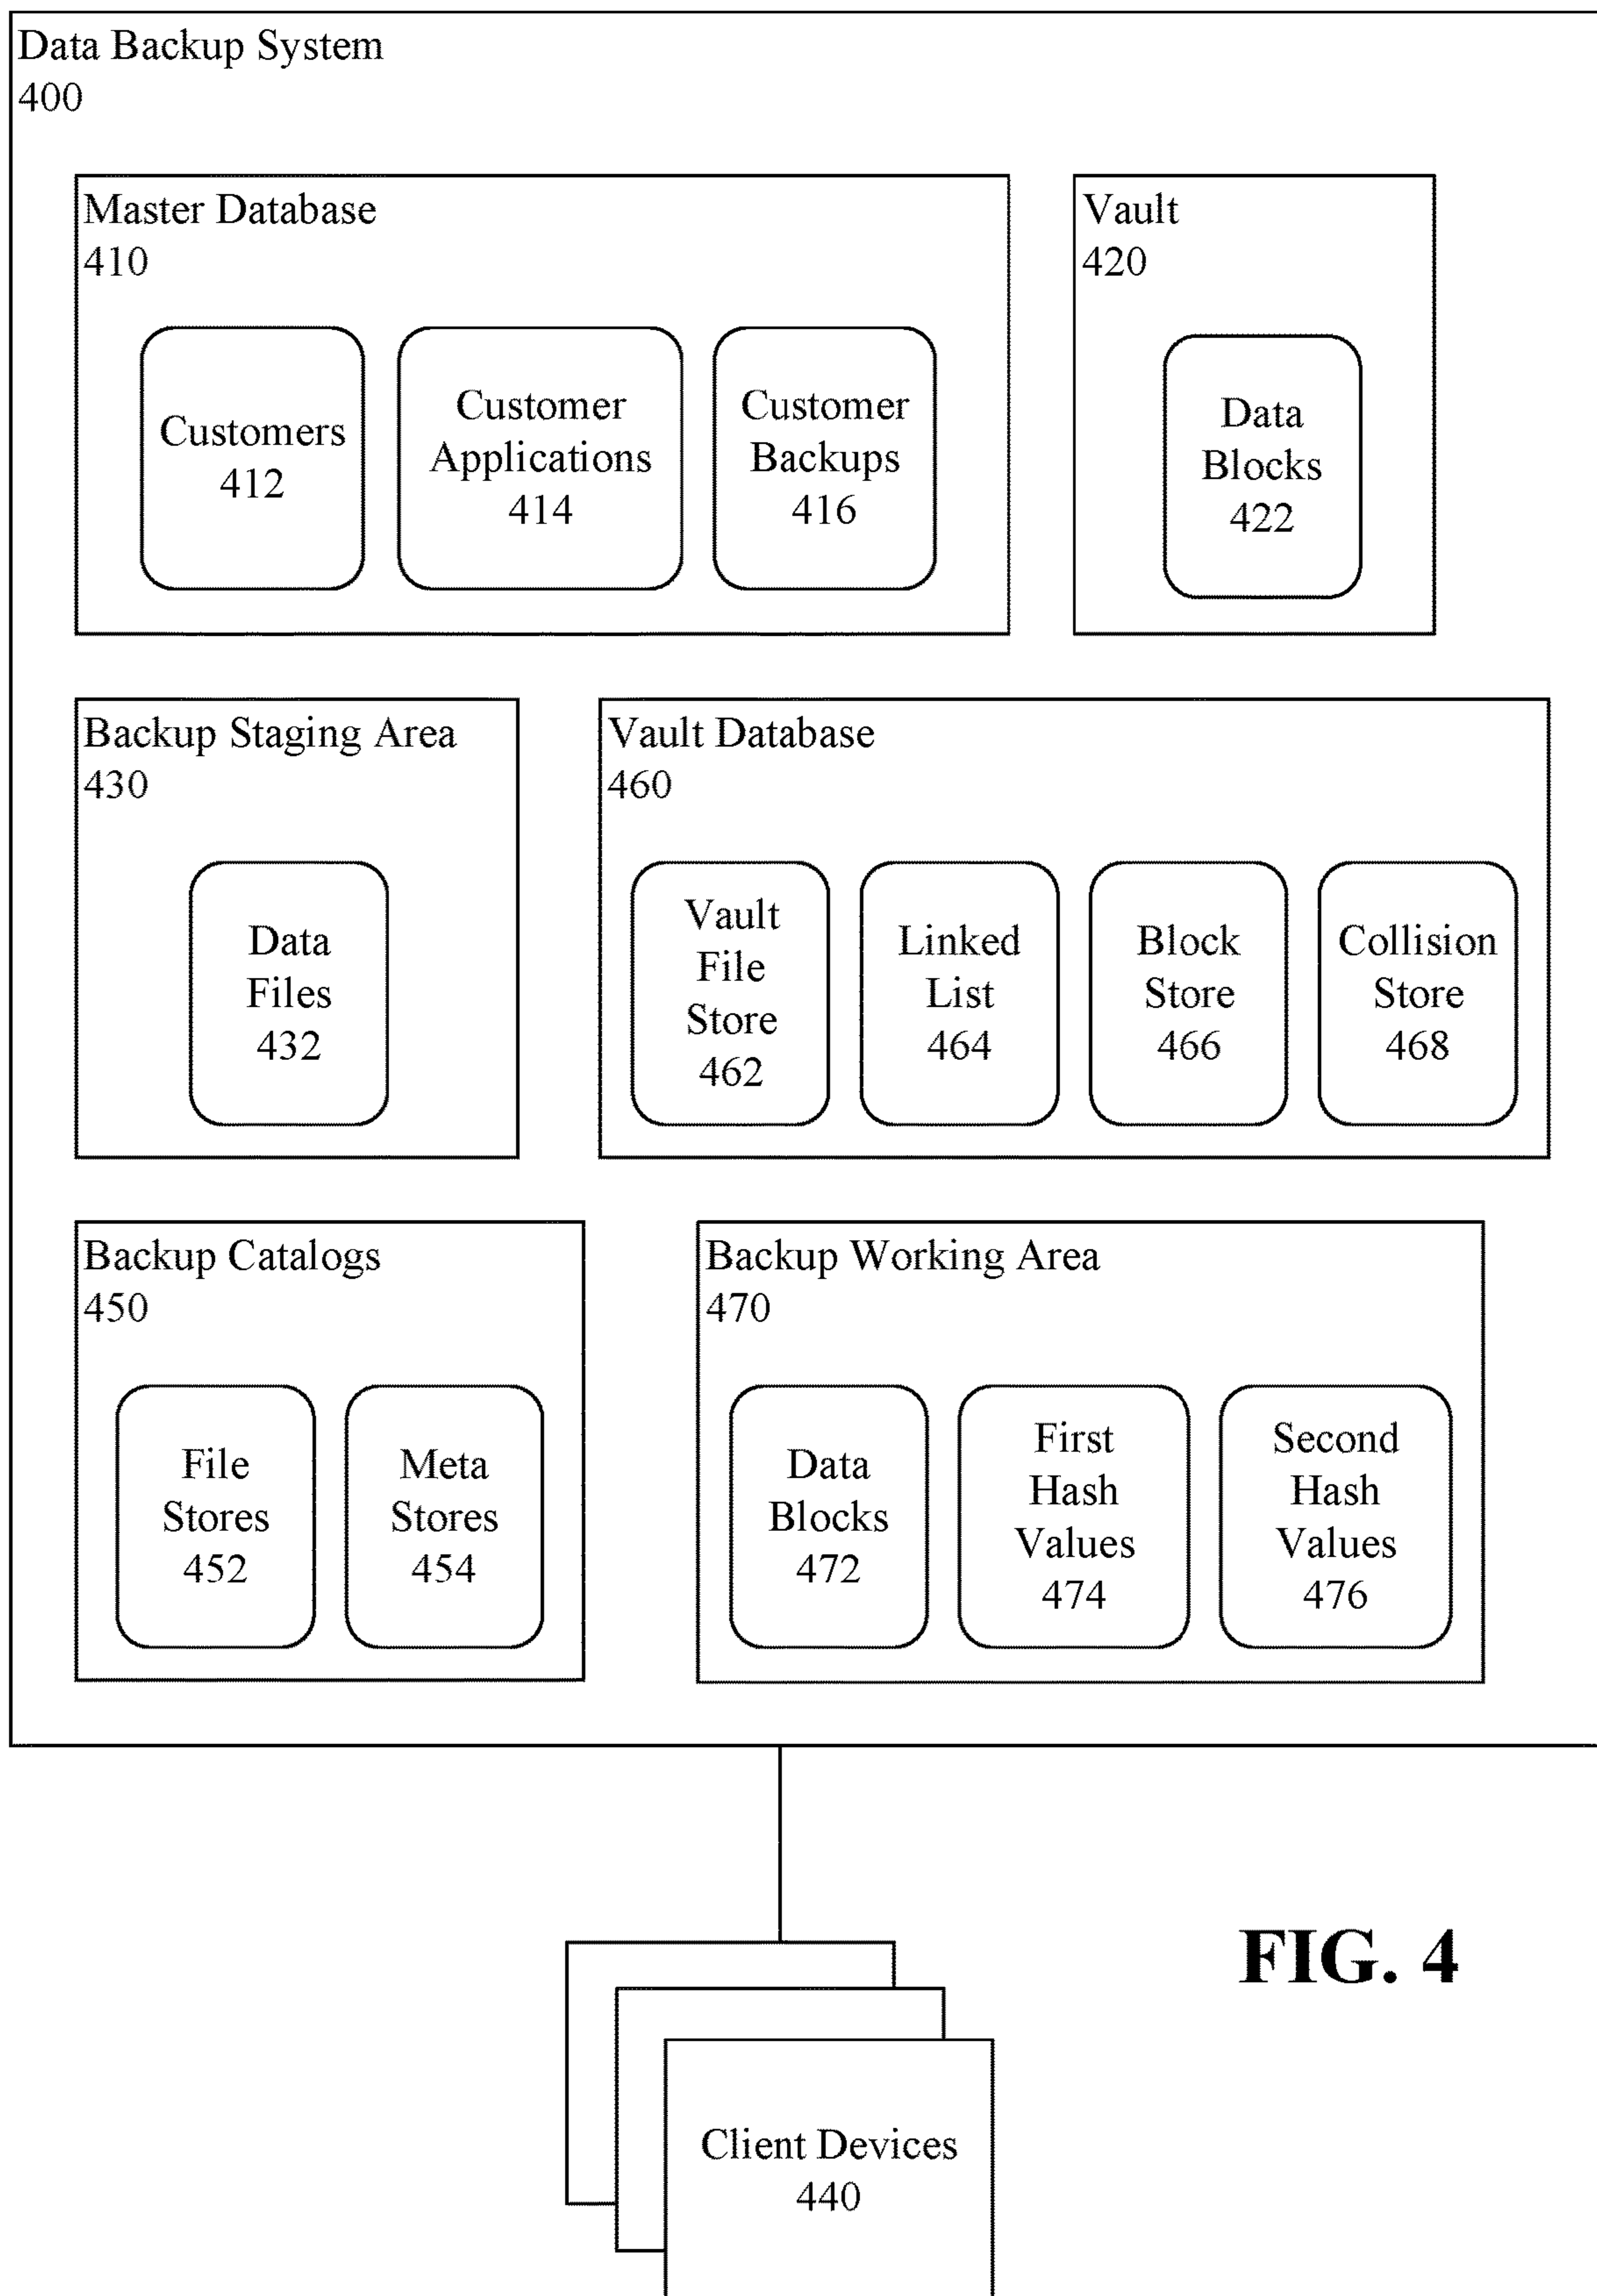 Data Backup System
400
Master Database
410
Customers
412
Customer
Applications
414
Customer
Backups
416
Vault
420
Data
Blocks
422
Backup Staging Area
430
Data
Files
432
Vault Database
460
Vault
File
Store
462
Linked
List
464
Block
Store
466
Collision
Store
468
Backup Catalogs
450
File
Stores
452
Meta
Stores
454
Backup Working Area
470
Data
Blocks
472
First
Hash
Values
474
Second
Hash
Values
476
Client Devices
440
FIG. 4